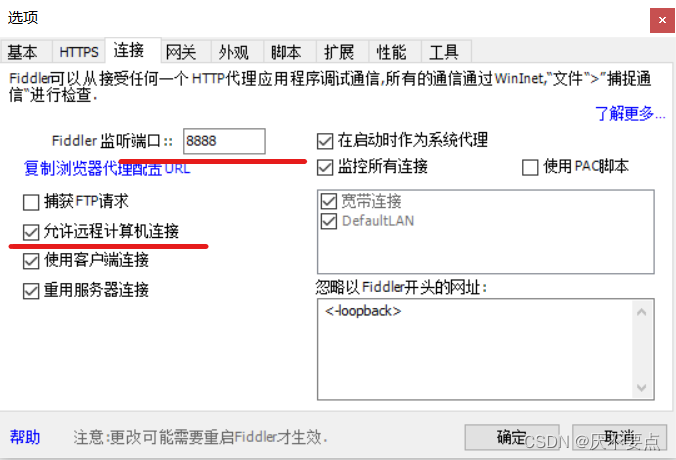 选项
基本 HTTPS 连接 网关 外观 脚本 扩展 性能 工具
Fiddler可以从接受任何一个 HTTP代理应用程序调试通信,所有的通信通过WinInet,“文件“>”捕捉通
信“进行检查.
了解更多...
Fiddler 监听端口:: 8888
复制浏览器代理配置URL
捕获FTP请求
允许远程计算机连接
使用客户端连接
重用服务器连接
在启动时作为系统代理
监控所有连接 使用 PAC脚本
宽带连接
DefaultLAN
忽略以Fiddler开头的网址:
<-loopback>
帮助 注意:更改可能需要重启Fiddler才生效. 确定 取消
CSDN @厌不要点